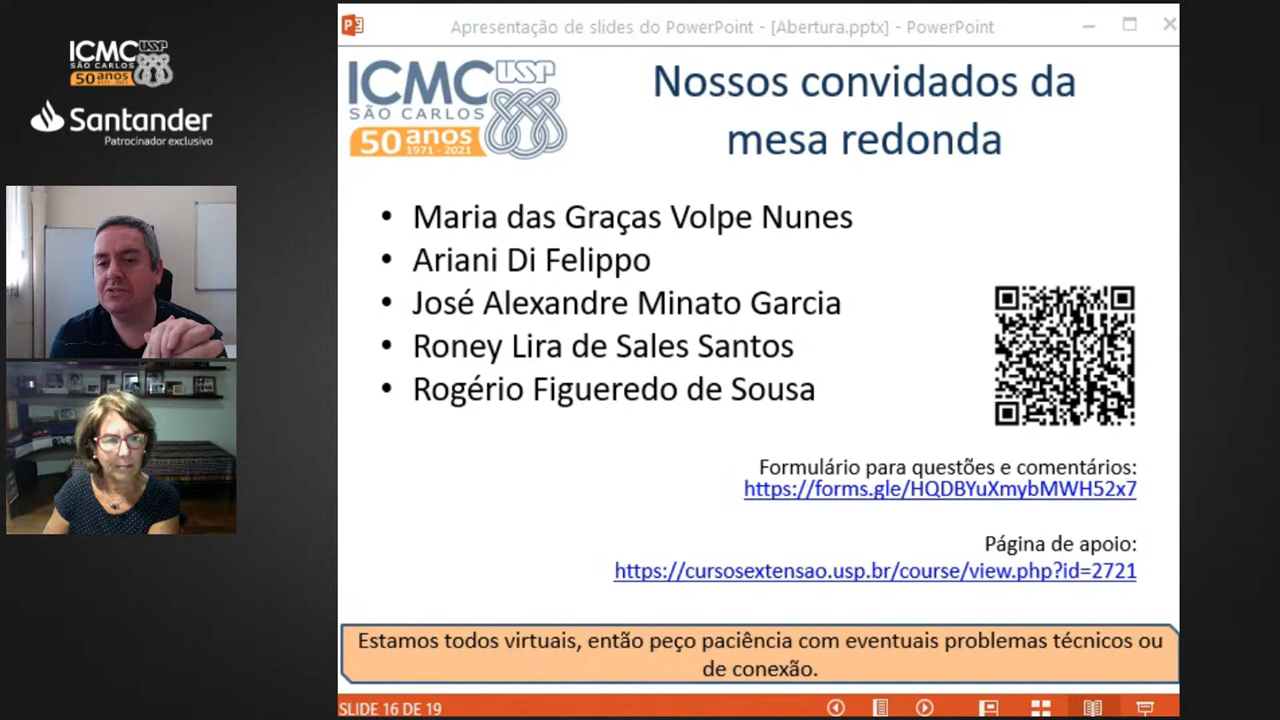 ICMC USP
SÃO CARLOS
50 anos
Santander
Patrocinador exclusivo
Apresentação de slides do PowerPoint - [Abertura.pptx] - PowerPoint
ICMC USP
SÃO CARLOS
50 anos
1971 - 2021
Nossos convidados da
mesa redonda
• Maria das Graças Volpe Nunes
• Ariani Di Felippo
• José Alexandre Minato Garcia
• Roney Lira de Sales Santos
• Rogério Figueredo de Sousa
Formulário para questões e comentários:
https://forms.gle/HQDBYuXmybMWH52x7
Página de apoio:
https://cursosextensao.usp.br/course/view.php?id=2721
Estamos todos virtuais, então peço paciência com eventuais problemas técnicos ou
de conexão.
SLIDE 16 DE 19